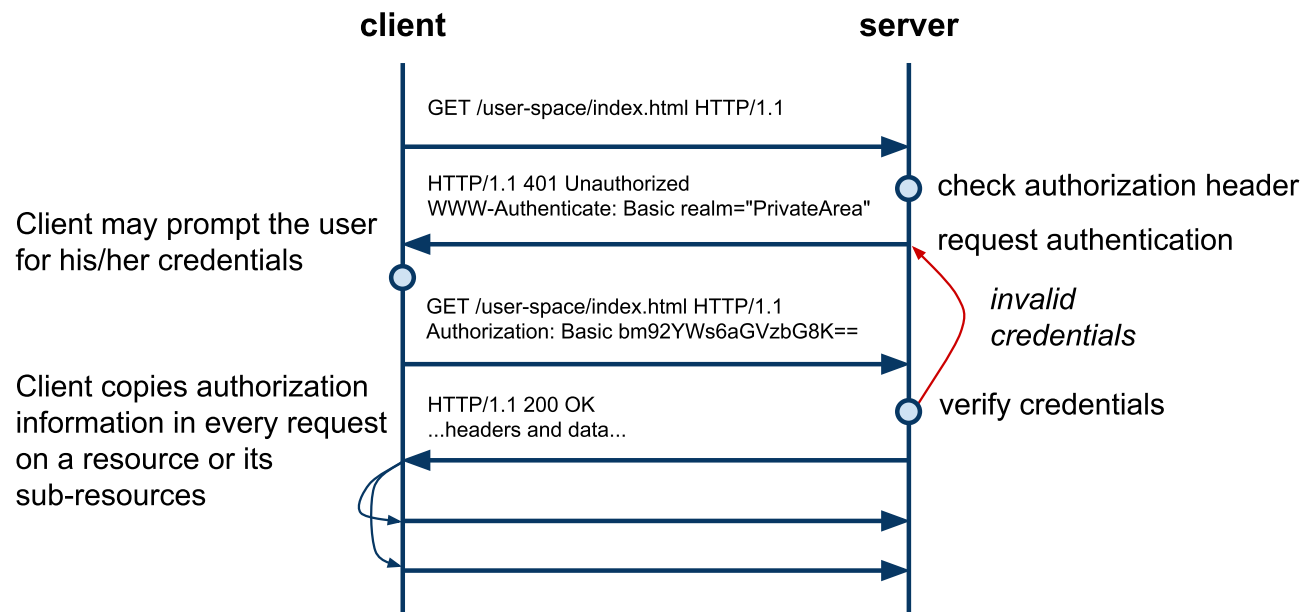 client
server
GET /user-space/index.html HTTP/1.1
HTTP/1.1 401 Unauthorized
WWW-Authenticate: Basic realm="PrivateArea"
check authorization header
request authentication
Client may prompt the user
for his/her credentials
GET /user-space/index.html HTTP/1.1
Authorization: Basic bm92YWs6aGVzbG8K==
invalid
credentials
Client copies authorization
information in every request
on a resource or its
sub-resources
HTTP/1.1 200 OK
...headers and data...
verify credentials